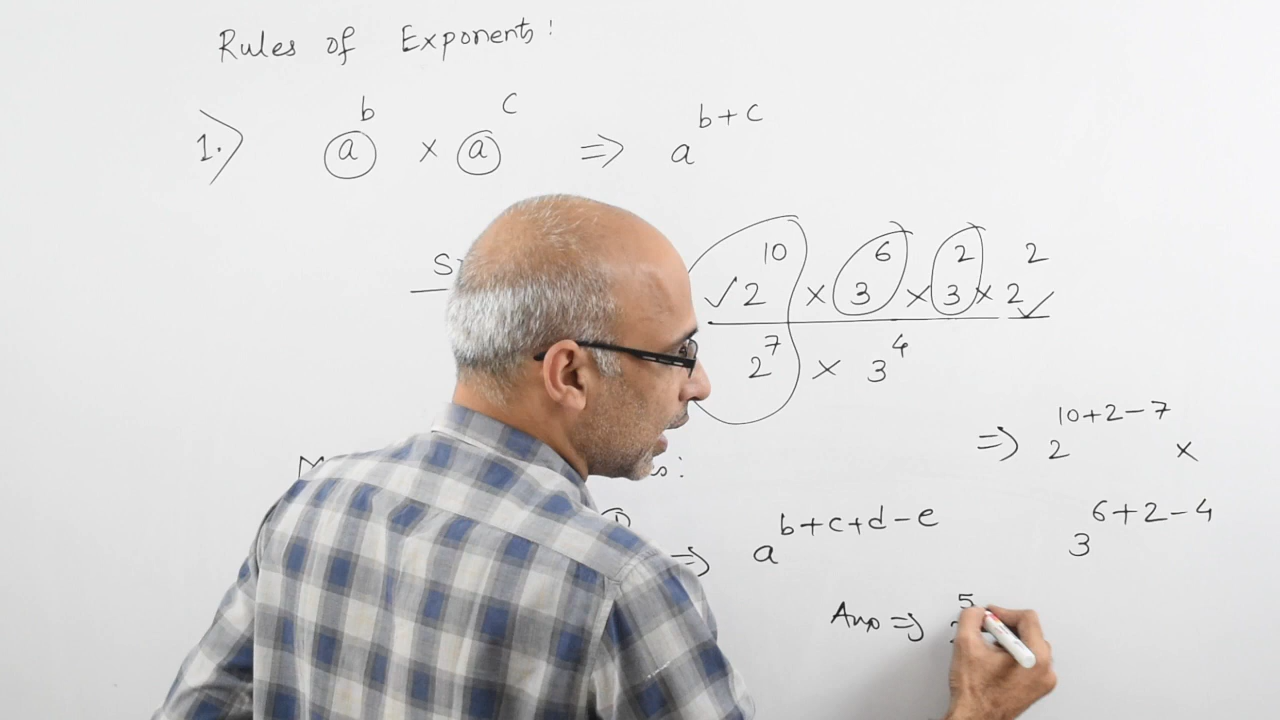 Rules of Exponents:
1.) a^b × a^c ⇒ a^(b+c)
✓2^10 × 3^6 × 3^2 × 2^2 ✓
2^7 × 3^4
⇒ 2^(10+2−7) ×
3^(6+2−4)
⇒ a^(b+c+d−e)
Ans ⇒ 2^5